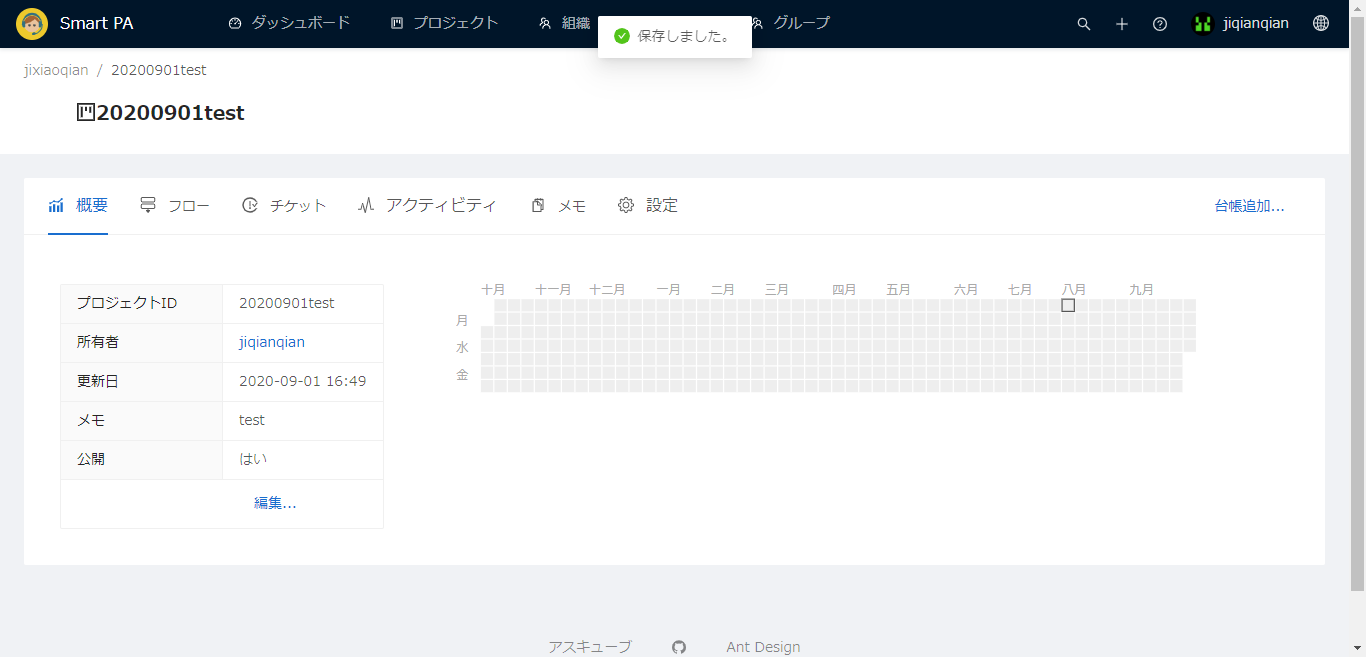 Smart PA ダッシュボード プロジェクト 組織 グループ jiqianqian
保存しました。
jixiaoqian / 20200901test
20200901test
概要 フロー チケット アクティビティ メモ 設定 台帳追加...
プロジェクトID 20200901test
所有者 jiqianqian
更新日 2020-09-01 16:49
メモ test
公開 はい
編集...
十月 十一月 十二月 一月 二月 三月 四月 五月 六月 七月 八月 九月
月
水
金
アスキューブ Ant Design